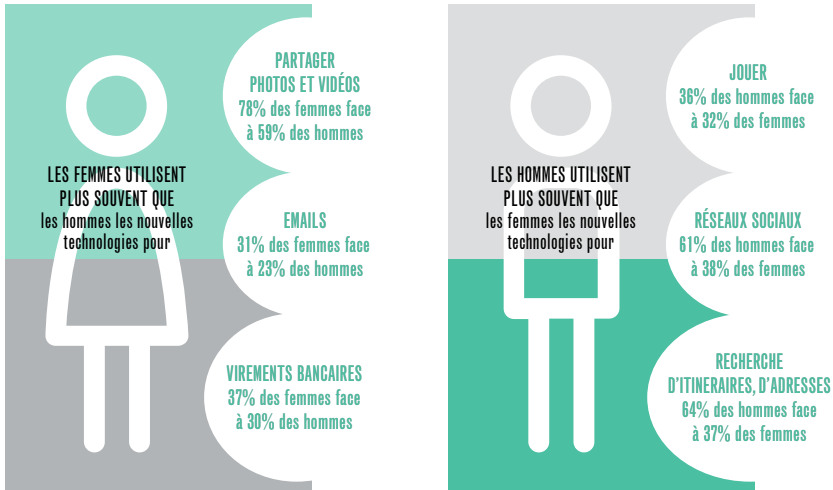 LES FEMMES UTILISENT
PLUS SOUVENT QUE
les hommes les nouvelles
technologies pour
PARTAGER
PHOTOS ET VIDÉOS
78% des femmes face
à 59% des hommes
EMAILS
31% des femmes face
à 23% des hommes
VIREMENTS BANCAIRES
37% des femmes face
à 30% des hommes
LES HOMMES UTILISENT
PLUS SOUVENT QUE
les femmes les nouvelles
technologies pour
JOUER
36% des hommes face
à 32% des femmes
RÉSEAUX SOCIAUX
61% des hommes face
à 38% des femmes
RECHERCHE
D'ITINERAIRES, D'ADRESSES
64% des hommes face
à 37% des femmes